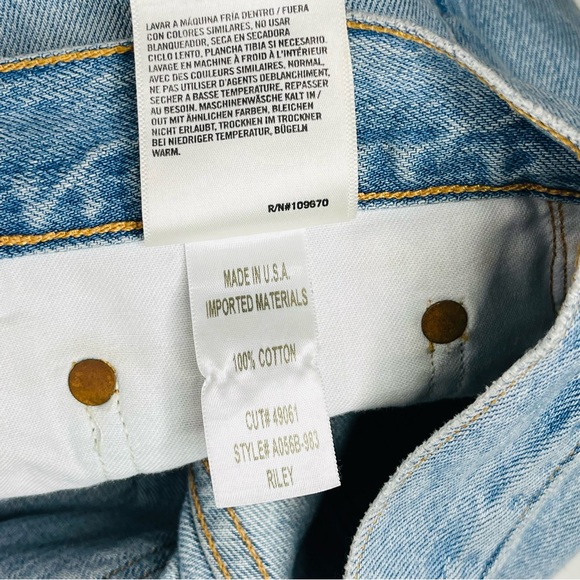 LAVAR A MÁQUINA FRÍA DENTRO / FUERA
CON COLORES SIMILARES, NO USAR
BLANQUEADOR, SECA EN SECADORA
CICLO LENTO, PLANCHA TIBIA SI NECESARIO.
LAVAGE EN MACHINE À FROID À L'INTÉRIEUR
AVEC DES COULEURS SIMILAIRES, NORMAL,
NE PAS UTILISER D'AGENTS DEBLANCHIMENT,
SECHER A BASSE TEMPERATURE, REPASSER
AU BESOIN. MASCHINENWÄSCHE KALT IM /
OUT MIT ÄHNLICHEN FARBEN, BLEICHEN
NICHT ERLAUBT, TROCKNEN IM TROCKNER
BEI NIEDRIGER TEMPERATUR, BÜGELN
WARM.
R/N#109670
MADE IN U.S.A.
IMPORTED MATERIALS
100% COTTON
CUT# 49061
STYLE# A056B-983
RILEY